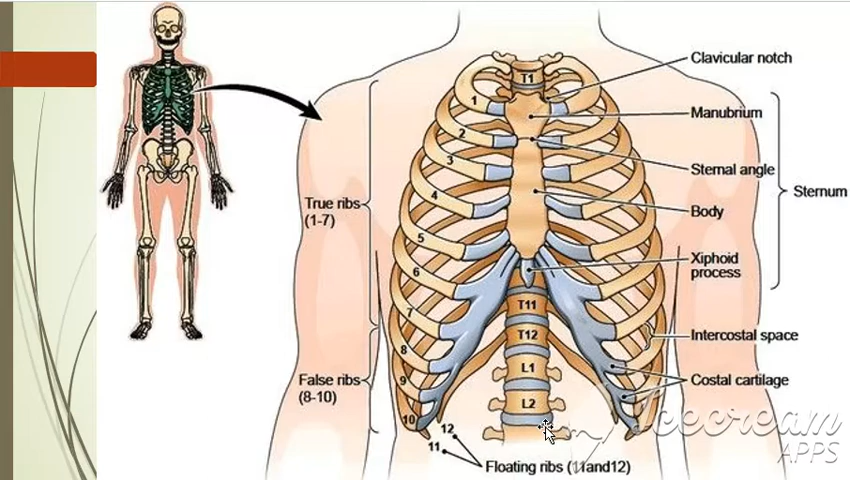 T1
Clavicular notch
1
Manubrium
2
3
Sternal angle
4
True ribs
(1-7)
Body
Sternum
5
6
Xiphoid
process
7
T11
T12
Intercostal space
8
L1
9
False ribs
(8-10)
Costal cartilage
L2
10
12
11
Floating ribs (11and12)
Icecream
APPS